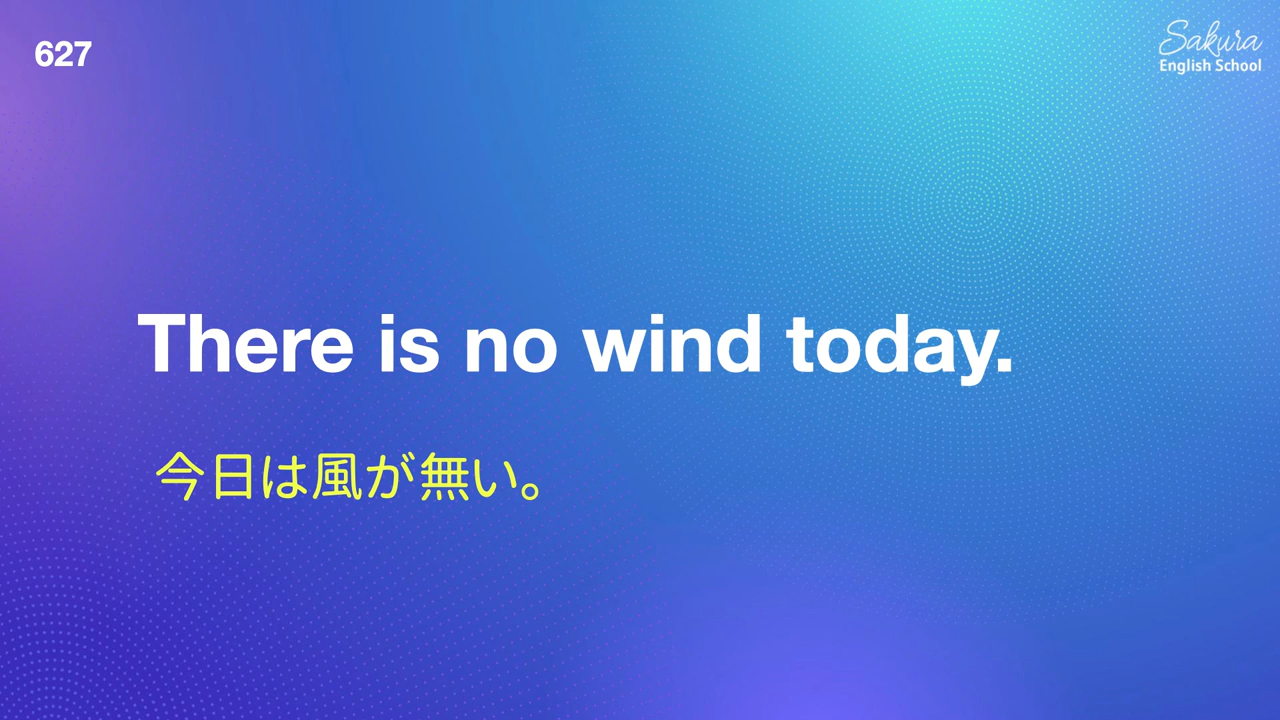 627
Sakura
English School
There is no wind today.
今日は風が無い。